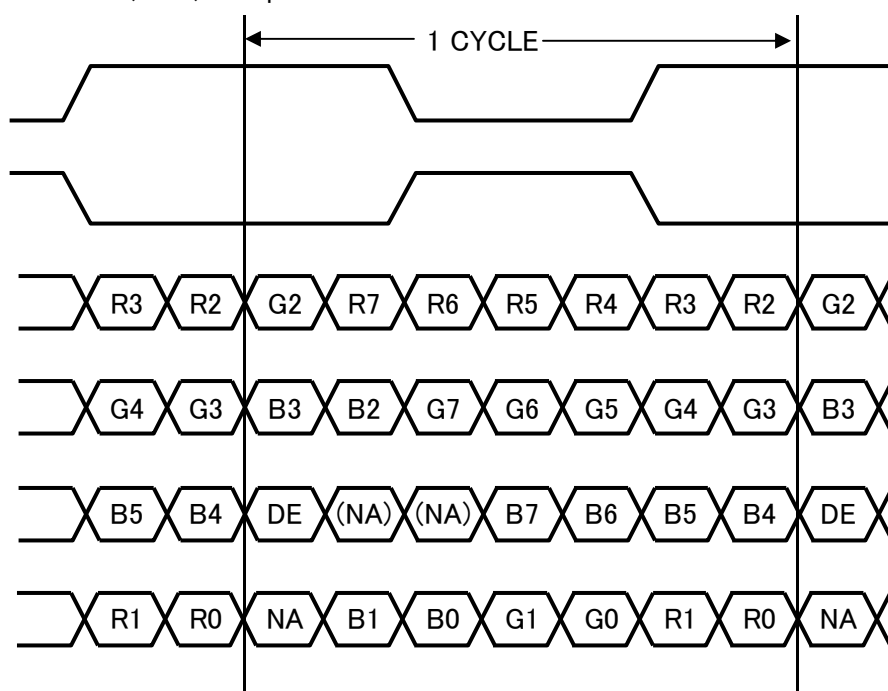 1 CYCLE
R3 R2 G2 R7 R6 R5 R4 R3 R2 G2
G4 G3 B3 B2 G7 G6 G5 G4 G3 B3
B5 B4 DE (NA) (NA) B7 B6 B5 B4 DE
R1 R0 NA B1 B0 G1 G0 R1 R0 NA